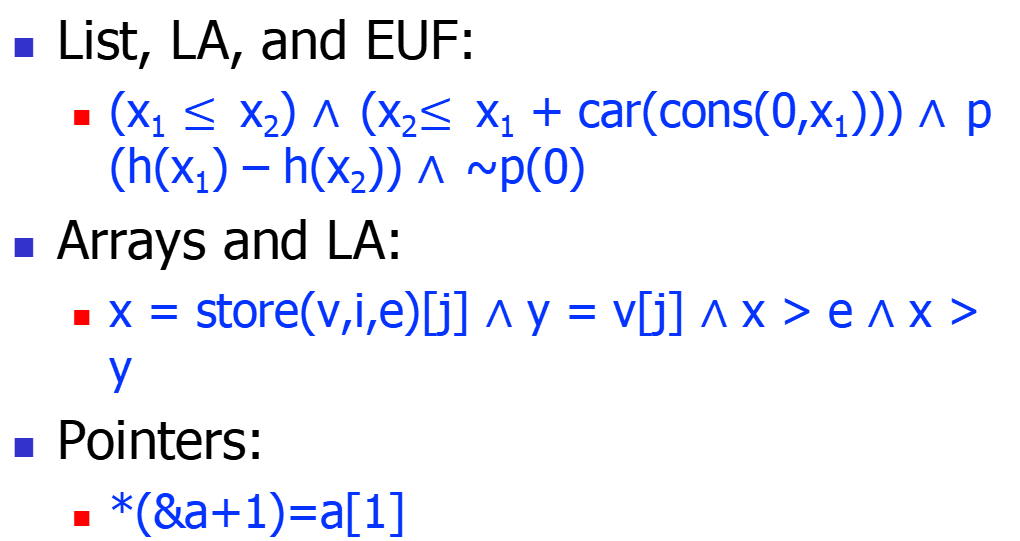 List, LA, and EUF:
(x₁ ≤ x₂) ∧ (x₂≤ x₁ + car(cons(0,x₁))) ∧ p
(h(x₁) – h(x₂)) ∧ ~p(0)
Arrays and LA:
x = store(v,i,e)[j] ∧ y = v[j] ∧ x > e ∧ x >
y
Pointers:
*(&a+1)=a[1]